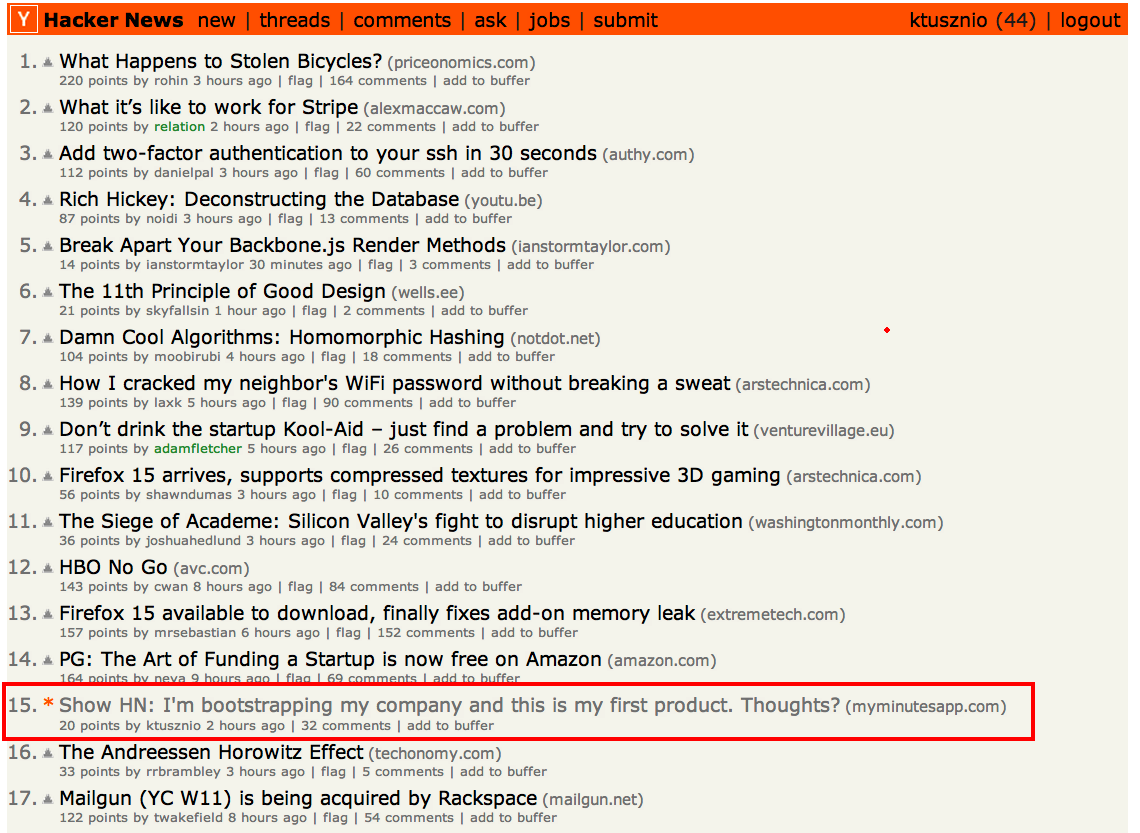 Y Hacker News new | threads | comments | ask | jobs | submit ktusznio (44) | logout
1. What Happens to Stolen Bicycles? (priceonomics.com)
220 points by rohin 3 hours ago | flag | 164 comments | add to buffer
2. What it’s like to work for Stripe (alexmaccaw.com)
120 points by relation 2 hours ago | flag | 22 comments | add to buffer
3. Add two-factor authentication to your ssh in 30 seconds (authy.com)
112 points by danielpal 3 hours ago | flag | 60 comments | add to buffer
4. Rich Hickey: Deconstructing the Database (youtu.be)
87 points by noidi 3 hours ago | flag | 13 comments | add to buffer
5. Break Apart Your Backbone.js Render Methods (ianstormtaylor.com)
14 points by ianstormtaylor 30 minutes ago | flag | 3 comments | add to buffer
6. The 11th Principle of Good Design (wells.ee)
21 points by skyfallsin 1 hour ago | flag | 2 comments | add to buffer
7. Damn Cool Algorithms: Homomorphic Hashing (notdot.net)
104 points by moobirubi 4 hours ago | flag | 18 comments | add to buffer
8. How I cracked my neighbor's WiFi password without breaking a sweat (arstechnica.com)
139 points by laxk 5 hours ago | flag | 90 comments | add to buffer
9. Don’t drink the startup Kool-Aid – just find a problem and try to solve it (venturevillage.eu)
117 points by adamfletcher 5 hours ago | flag | 26 comments | add to buffer
10. Firefox 15 arrives, supports compressed textures for impressive 3D gaming (arstechnica.com)
56 points by shawndumas 3 hours ago | flag | 10 comments | add to buffer
11. The Siege of Academe: Silicon Valley's fight to disrupt higher education (washingtonmonthly.com)
36 points by joshuahedlund 3 hours ago | flag | 24 comments | add to buffer
12. HBO No Go (avc.com)
143 points by cwan 8 hours ago | flag | 84 comments | add to buffer
13. Firefox 15 available to download, finally fixes add-on memory leak (extremetech.com)
157 points by mrsebastian 6 hours ago | flag | 152 comments | add to buffer
14. PG: The Art of Funding a Startup is now free on Amazon (amazon.com)
164 points by neya 9 hours ago | flag | 69 comments | add to buffer
15. * Show HN: I'm bootstrapping my company and this is my first product. Thoughts? (myminutesapp.com)
20 points by ktusznio 2 hours ago | 32 comments | add to buffer
16. The Andreessen Horowitz Effect (techonomy.com)
33 points by rrbrambley 3 hours ago | flag | 5 comments | add to buffer
17. Mailgun (YC W11) is being acquired by Rackspace (mailgun.net)
122 points by twakefield 8 hours ago | flag | 54 comments | add to buffer